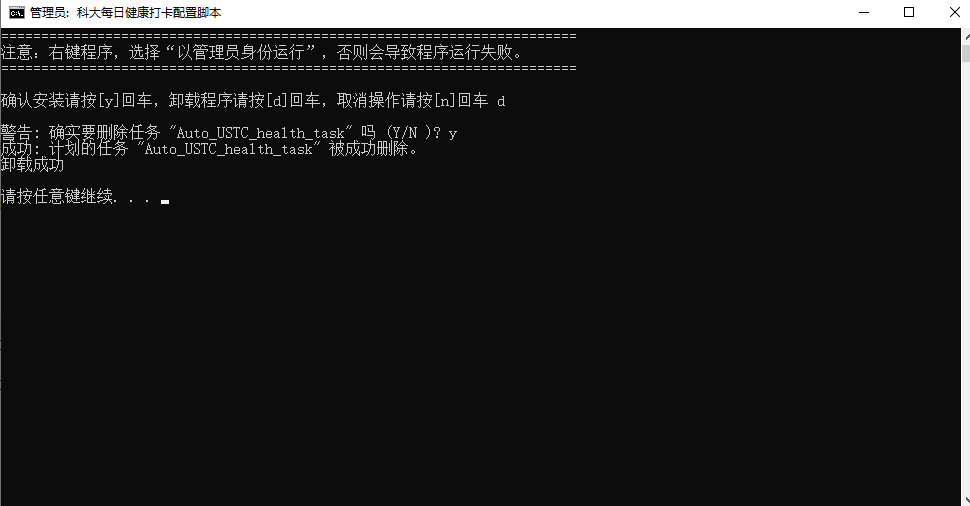 管理员: 科大每日健康打卡配置脚本
========================================================================
注意: 右键程序，选择“以管理员身份运行”，否则会导致程序运行失败。
========================================================================
确认安装请按[y]回车，卸载程序请按[d]回车，取消操作请按[n]回车 d
警告: 确实要删除任务 "Auto_USTC_health_task" 吗 (Y/N )? y
成功: 计划的任务 "Auto_USTC_health_task" 被成功删除。
卸载成功
请按任意键继续. . .